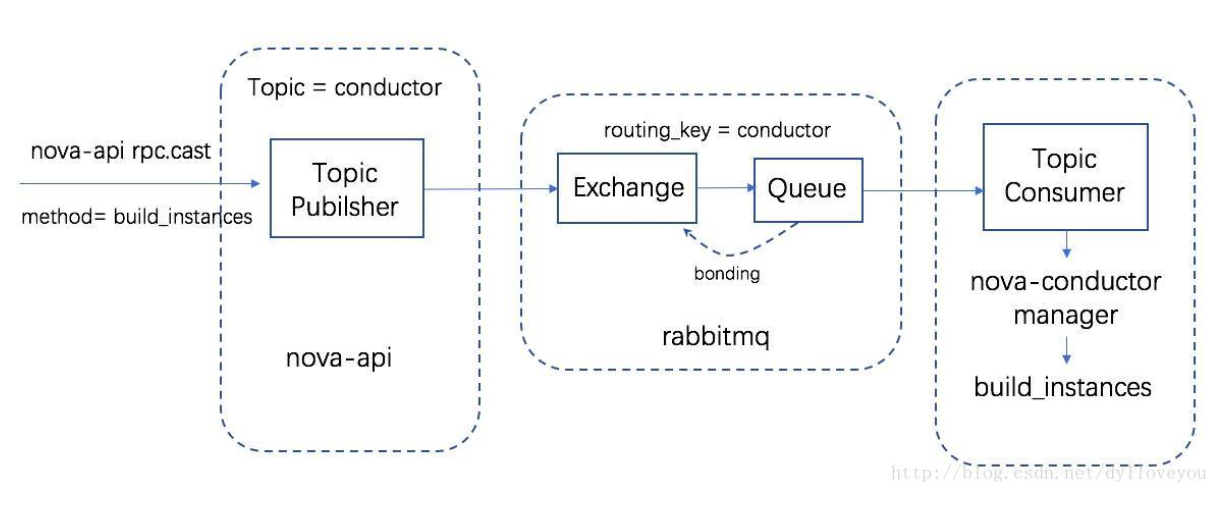 Topic = conductor
nova-api rpc.cast
method= build_instances
Topic
Pubilsher
nova-api
routing_key = conductor
Exchange
Queue
bonding
rabbitmq
Topic
Consumer
nova-conductor
manager
build_instances
http://blog.csdn.net/dylloveyou